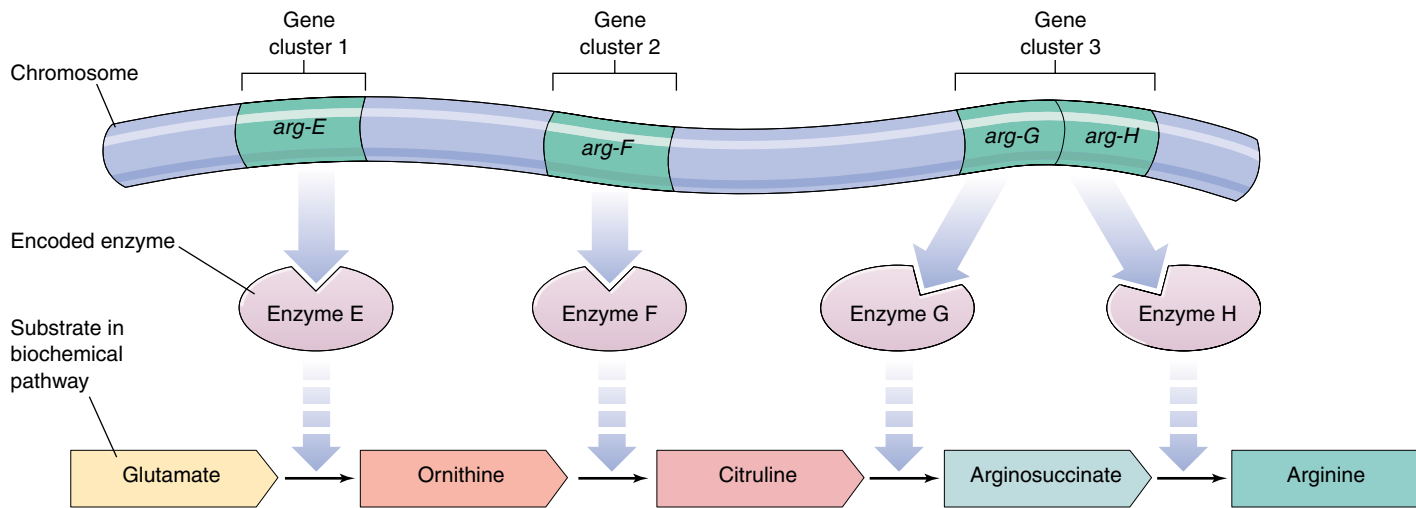 Gene
cluster 1
Gene
cluster 2
Gene
cluster 3
Chromosome
arg-E
arg-F
arg-G
arg-H
Encoded enzyme
Enzyme E
Enzyme F
Enzyme G
Enzyme H
Substrate in
biochemical
pathway
Glutamate
Ornithine
Citruline
Arginosuccinate
Arginine